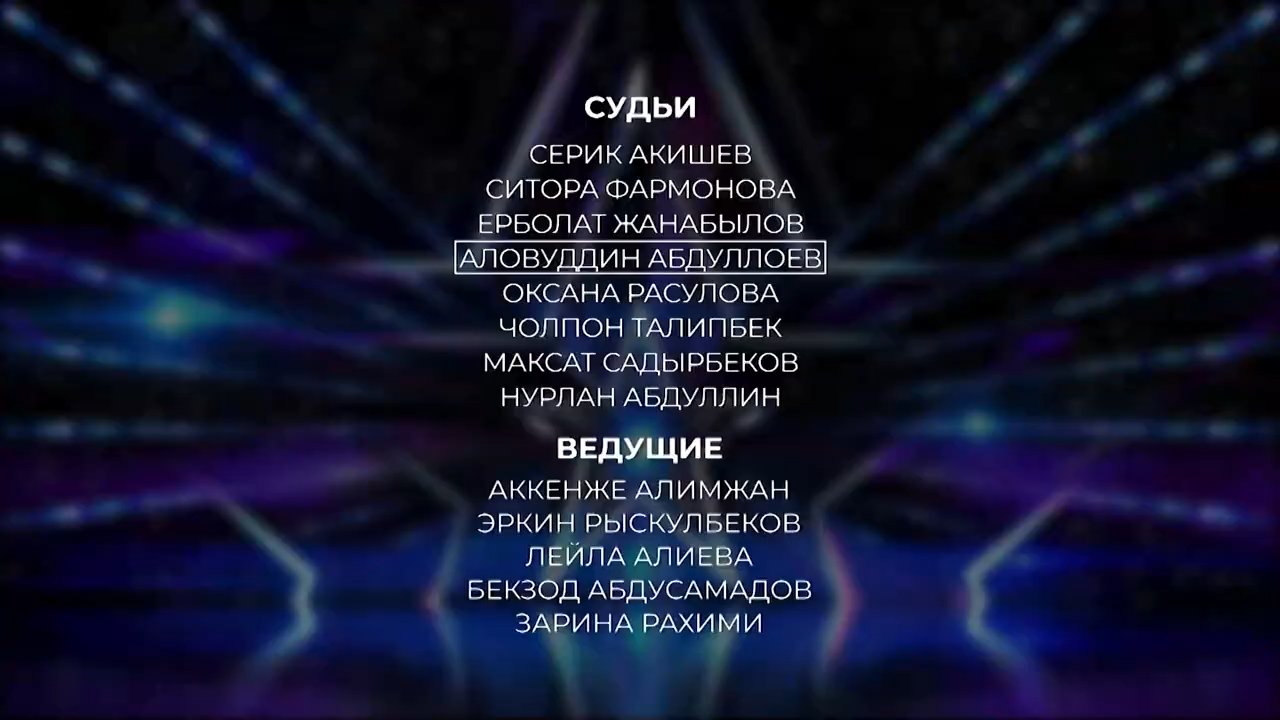 СУДЬИ
СЕРИК АКИШЕВ
СИТОРА ФАРМОНОВА
ЕРБОЛАТ ЖАНАБЫЛОВ
АЛОВУДДИН АБДУЛЛОЕВ
ОКСАНА РАСУЛОВА
ЧОЛПОН ТАЛИПБЕК
МАКСАТ САДЫРБЕКОВ
НУРЛАН АБДУЛЛИН
ВЕДУЩИЕ
АККЕНЖЕ АЛИМЖАН
ЭРКИН РЫСКУЛБЕКОВ
ЛЕЙЛА АЛИЕВА
БЕКЗОД АБДУСАМАДОВ
ЗАРИНА РАХИМИ